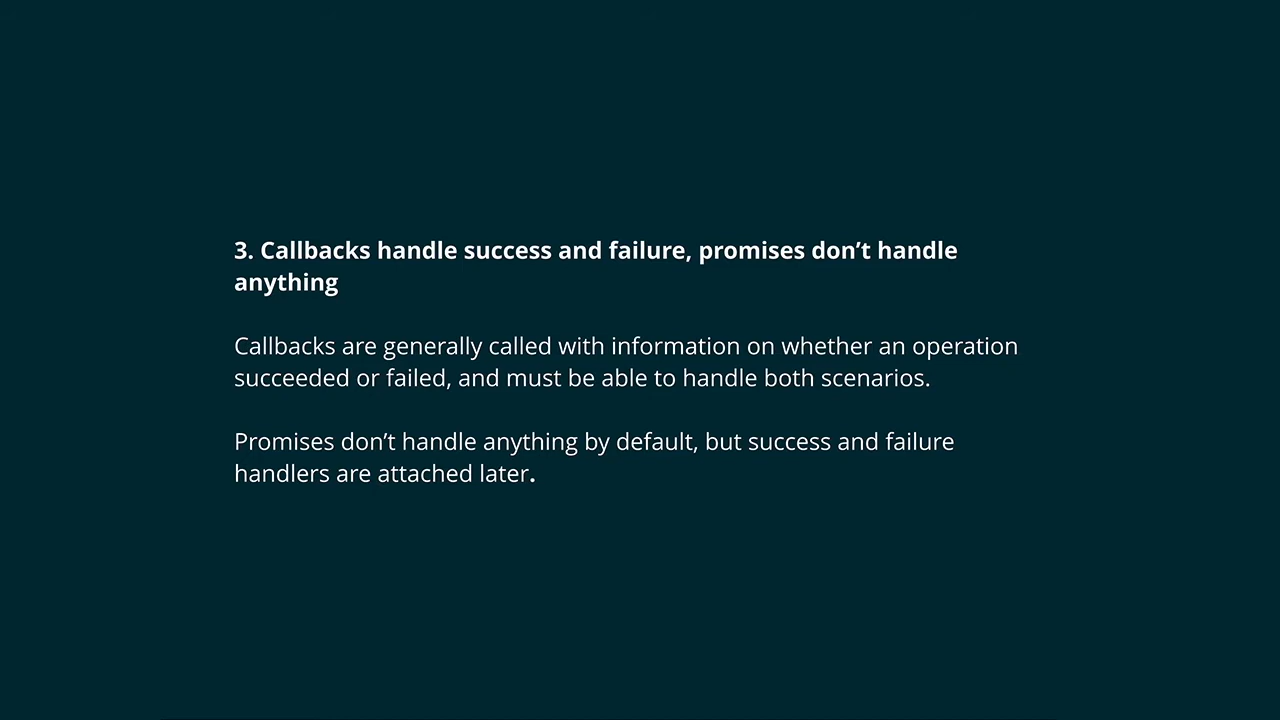 3. Callbacks handle success and failure, promises don’t handle
anything
Callbacks are generally called with information on whether an operation
succeeded or failed, and must be able to handle both scenarios.
Promises don’t handle anything by default, but success and failure
handlers are attached later.